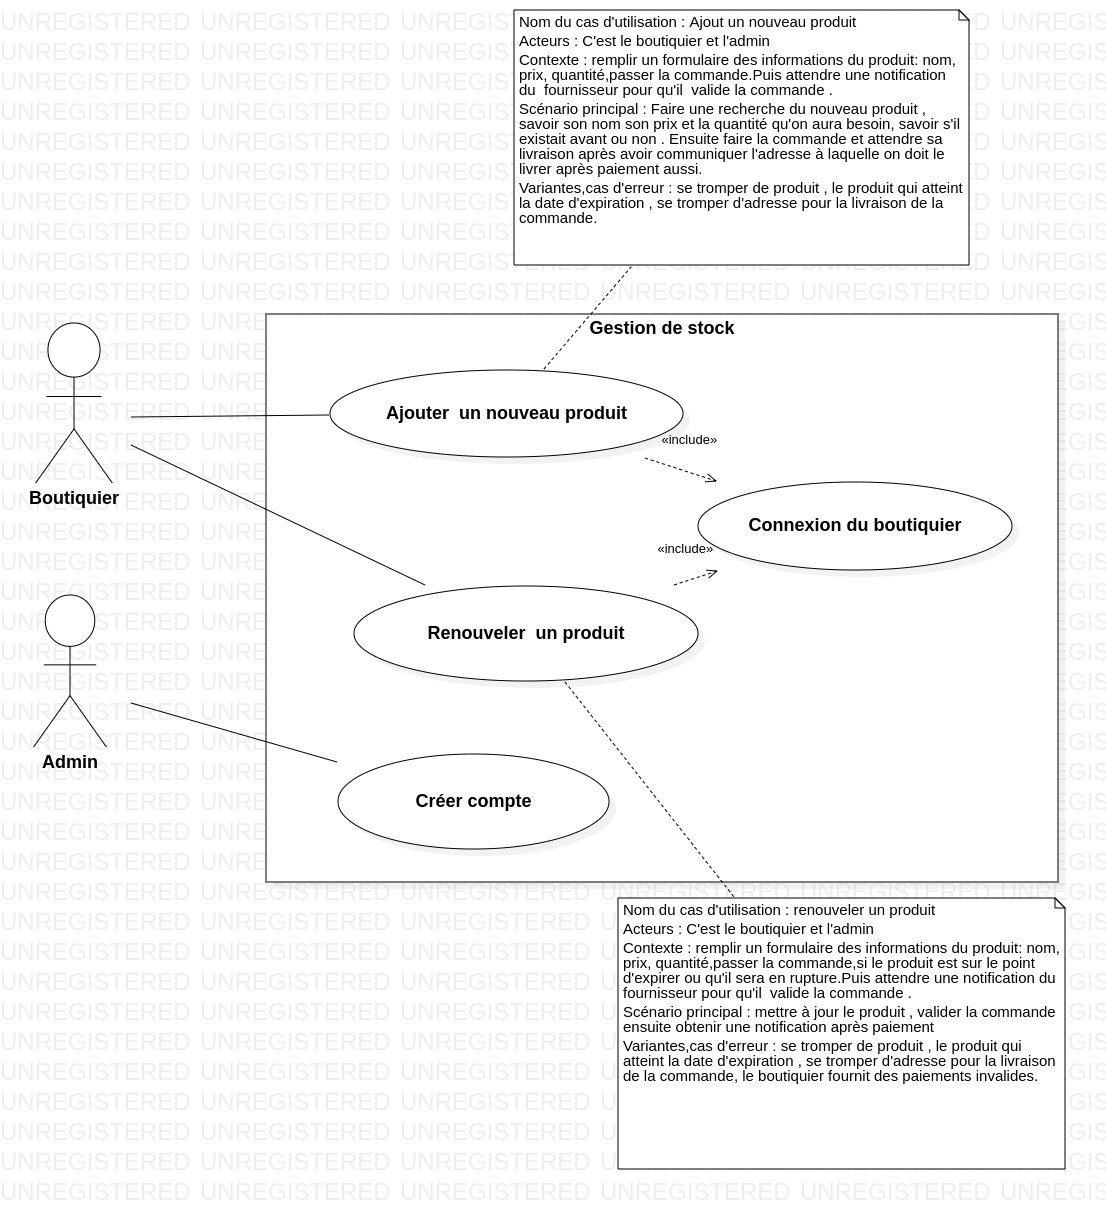 Nom du cas d'utilisation : Ajout un nouveau produit
Acteurs : C'est le boutiquier et l'admin
Contexte : remplir un formulaire des informations du produit: nom,
prix, quantité,passer la commande.Puis attendre une notification
du  fournisseur pour qu'il  valide la commande .
Scénario principal : Faire une recherche du nouveau produit ,
savoir son nom son prix et la quantité qu'on aura besoin, savoir s'il
existait avant ou non . Ensuite faire la commande et attendre sa
livraison après avoir communiquer l'adresse à laquelle on doit le
livrer après paiement aussi.
Variantes,cas d'erreur : se tromper de produit , le produit qui atteint
la date d'expiration , se tromper d'adresse pour la livraison de la
commande.
Gestion de stock
Ajouter  un nouveau produit
«include»
Boutiquier
Connexion du boutiquier
«include»
Renouveler  un produit
Admin
Créer compte
Nom du cas d'utilisation : renouveler un produit
Acteurs : C'est le boutiquier et l'admin
Contexte : remplir un formulaire des informations du produit: nom,
prix, quantité,passer la commande,si le produit est sur le point
d'expirer ou qu'il sera en rupture.Puis attendre une notification du
fournisseur pour qu'il  valide la commande .
Scénario principal : mettre à jour le produit , valider la commande
ensuite obtenir une notification après paiement
Variantes,cas d'erreur : se tromper de produit , le produit qui
atteint la date d'expiration , se tromper d'adresse pour la livraison
de la commande, le boutiquier fournit des paiements invalides.
UNREGISTERED